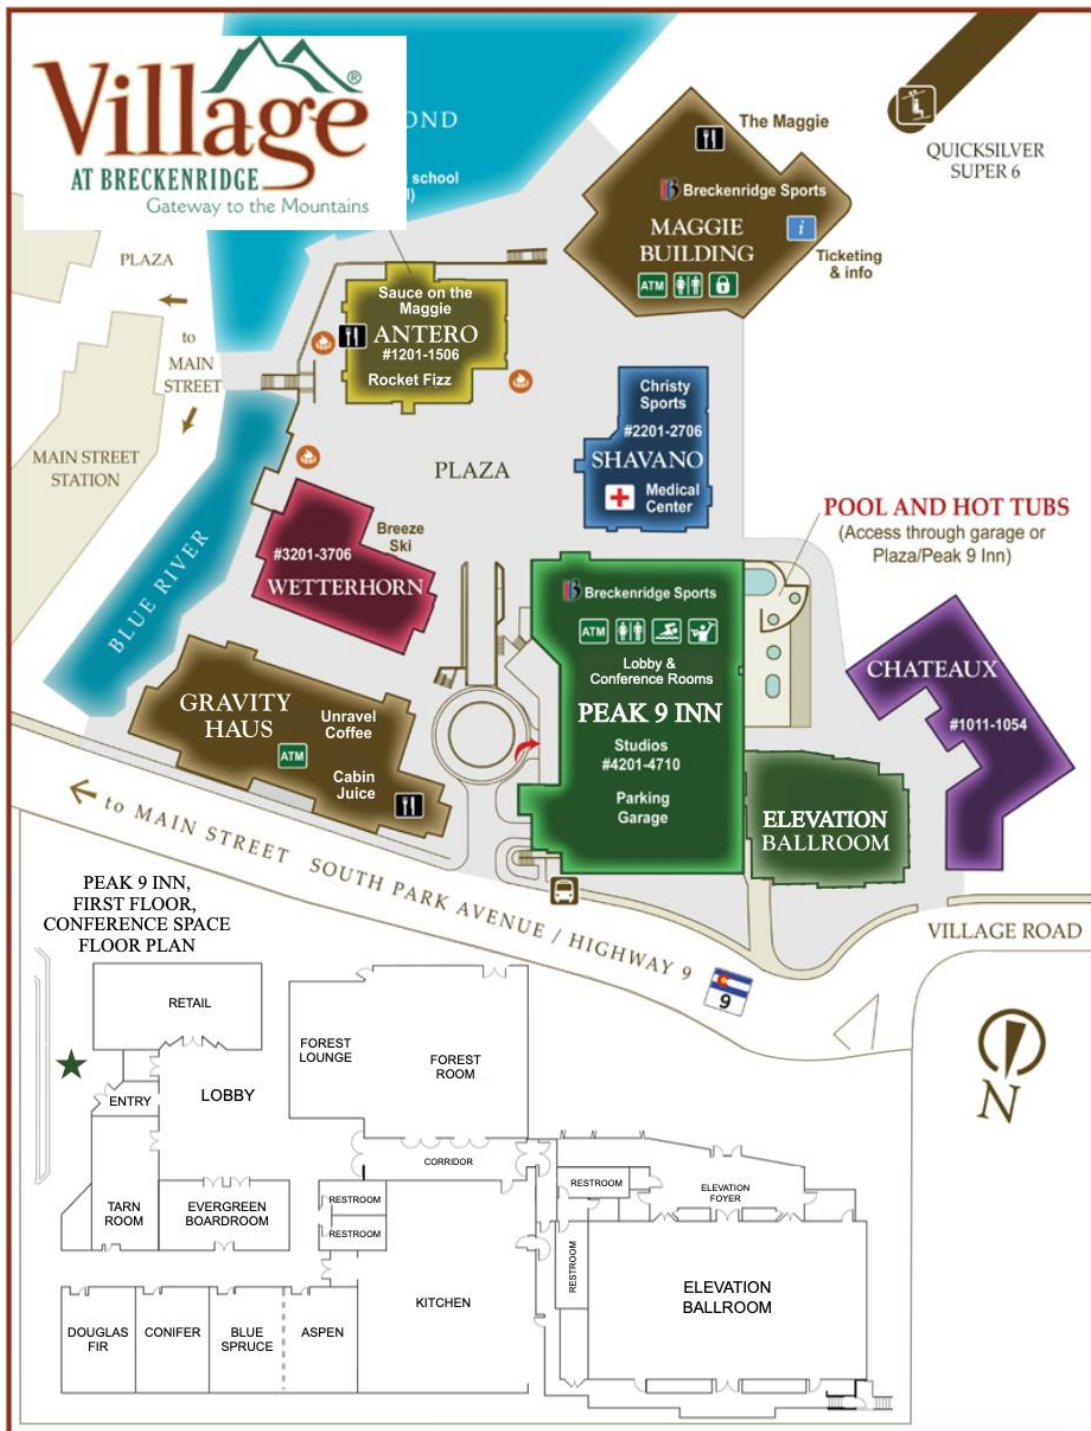 Village®
AT BRECKENRIDGE
Gateway to the Mountains
OND
school
The Maggie
Breckenridge Sports
MAGGIE
BUILDING
ATM
i
Ticketing
& info
QUICKSILVER
SUPER 6
PLAZA
to
MAIN
STREET
MAIN STREET
STATION
Sauce on the
Maggie
ANTERO
#1201-1506
Rocket Fizz
Christy
Sports
#2201-2706
SHAVANO
Medical
Center
PLAZA
POOL AND HOT TUBS
(Access through garage or
Plaza/Peak 9 Inn)
BLUE RIVER
Breeze
Ski
#3201-3706
WETTERHORN
Breckenridge Sports
ATM
Lobby &
Conference Rooms
PEAK 9 INN
Studios
#4201-4710
Parking
Garage
CHATEAUX
#1011-1054
GRAVITY
HAUS
Unravel
Coffee
ATM
Cabin
Juice
ELEVATION
BALLROOM
to MAIN STREET
SOUTH PARK AVENUE / HIGHWAY 9
9
VILLAGE ROAD
N
PEAK 9 INN,
FIRST FLOOR,
CONFERENCE SPACE
FLOOR PLAN
RETAIL
FOREST
LOUNGE
FOREST
ROOM
ENTRY
LOBBY
CORRIDOR
TARN
ROOM
EVERGREEN
BOARDROOM
RESTROOM
RESTROOM
RESTROOM
ELEVATION
FOYER
RESTROOM
KITCHEN
ELEVATION
BALLROOM
DOUGLAS
FIR
CONIFER
BLUE
SPRUCE
ASPEN